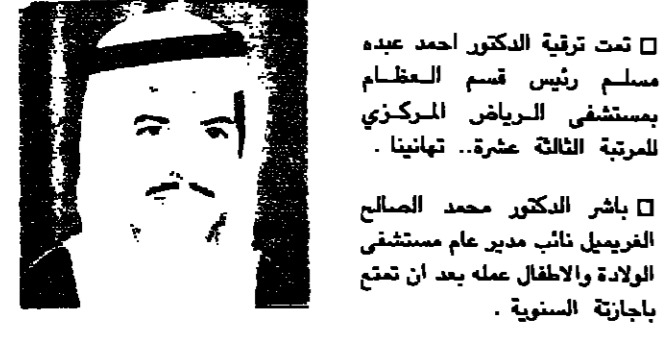 □ تمت ترقية الدكتور احمد عبده
مسلم رئيس قسم العظام
بمستشفى الرياض المركزي
للمرتبة الثالثة عشرة.. تهانينا .
□ باشر الدكتور محمد الصالح
الغريميل نائب مدير عام مستشفى
الولادة والاطفال عمله بعد ان تمتع
باجازتة السنوية .